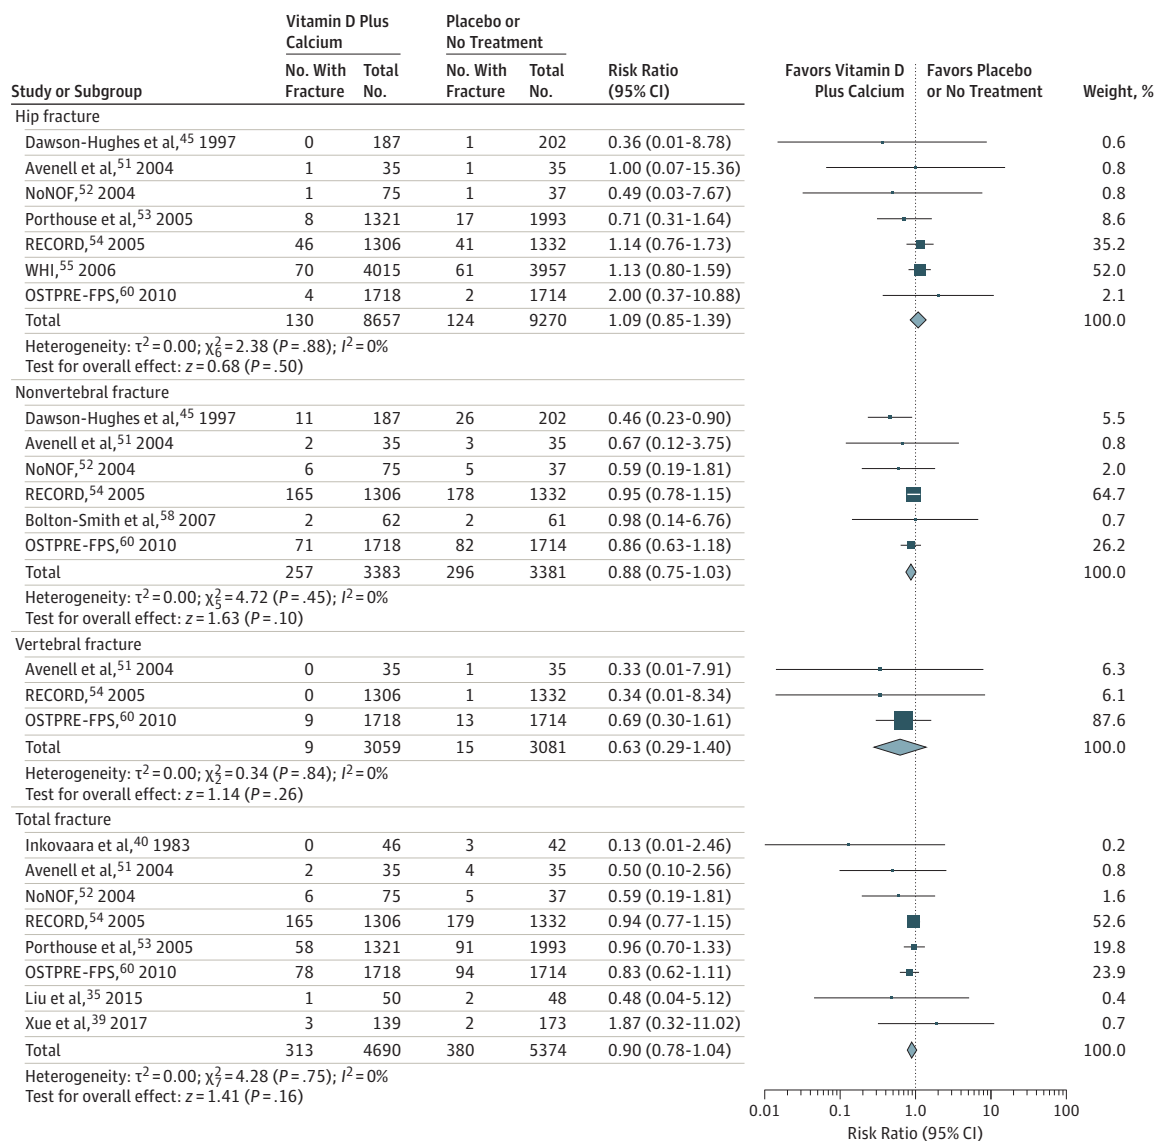 Vitamin D Plus Calcium Placebo or No Treatment
Study or Subgroup No. With Fracture Total No. No. With Fracture Total No. Risk Ratio (95% CI) Favors Vitamin D Plus Calcium Favors Placebo or No Treatment Weight, %
Hip fracture
Dawson-Hughes et al,45 1997 0 187 1 202 0.36 (0.01-8.78) 0.6
Avenell et al,51 2004 1 35 1 35 1.00 (0.07-15.36) 0.8
NoNOF,52 2004 1 75 1 37 0.49 (0.03-7.67) 0.8
Porthouse et al,53 2005 8 1321 17 1993 0.71 (0.31-1.64) 8.6
RECORD,54 2005 46 1306 41 1332 1.14 (0.76-1.73) 35.2
WHI,55 2006 70 4015 61 3957 1.13 (0.80-1.59) 52.0
OSTPRE-FPS,60 2010 4 1718 2 1714 2.00 (0.37-10.88) 2.1
Total 130 8657 124 9270 1.09 (0.85-1.39) 100.0
Heterogeneity: τ2=0.00; χ26=2.38 (P=.88); I2=0%
Test for overall effect: z=0.68 (P=.50)
Nonvertebral fracture
Dawson-Hughes et al,45 1997 11 187 26 202 0.46 (0.23-0.90) 5.5
Avenell et al,51 2004 2 35 3 35 0.67 (0.12-3.75) 0.8
NoNOF,52 2004 6 75 5 37 0.59 (0.19-1.81) 2.0
RECORD,54 2005 165 1306 178 1332 0.95 (0.78-1.15) 64.7
Bolton-Smith et al,58 2007 2 62 2 61 0.98 (0.14-6.76) 0.7
OSTPRE-FPS,60 2010 71 1718 82 1714 0.86 (0.63-1.18) 26.2
Total 257 3383 296 3381 0.88 (0.75-1.03) 100.0
Heterogeneity: τ2=0.00; χ25=4.72 (P=.45); I2=0%
Test for overall effect: z=1.63 (P=.10)
Vertebral fracture
Avenell et al,51 2004 0 35 1 35 0.33 (0.01-7.91) 6.3
RECORD,54 2005 0 1306 1 1332 0.34 (0.01-8.34) 6.1
OSTPRE-FPS,60 2010 9 1718 13 1714 0.69 (0.30-1.61) 87.6
Total 9 3059 15 3081 0.63 (0.29-1.40) 100.0
Heterogeneity: τ2=0.00; χ22=0.34 (P=.84); I2=0%
Test for overall effect: z=1.14 (P=.26)
Total fracture
Inkovaara et al,40 1983 0 46 3 42 0.13 (0.01-2.46) 0.2
Avenell et al,51 2004 2 35 4 35 0.50 (0.10-2.56) 0.8
NoNOF,52 2004 6 75 5 37 0.59 (0.19-1.81) 1.6
RECORD,54 2005 165 1306 179 1332 0.94 (0.77-1.15) 52.6
Porthouse et al,53 2005 58 1321 91 1993 0.96 (0.70-1.33) 19.8
OSTPRE-FPS,60 2010 78 1718 94 1714 0.83 (0.62-1.11) 23.9
Liu et al,35 2015 1 50 2 48 0.48 (0.04-5.12) 0.4
Xue et al,39 2017 3 139 2 173 1.87 (0.32-11.02) 0.7
Total 313 4690 380 5374 0.90 (0.78-1.04) 100.0
Heterogeneity: τ2=0.00; χ27=4.28 (P=.75); I2=0%
Test for overall effect: z=1.41 (P=.16)
0.01 0.1 1.0 10 100
Risk Ratio (95% CI)